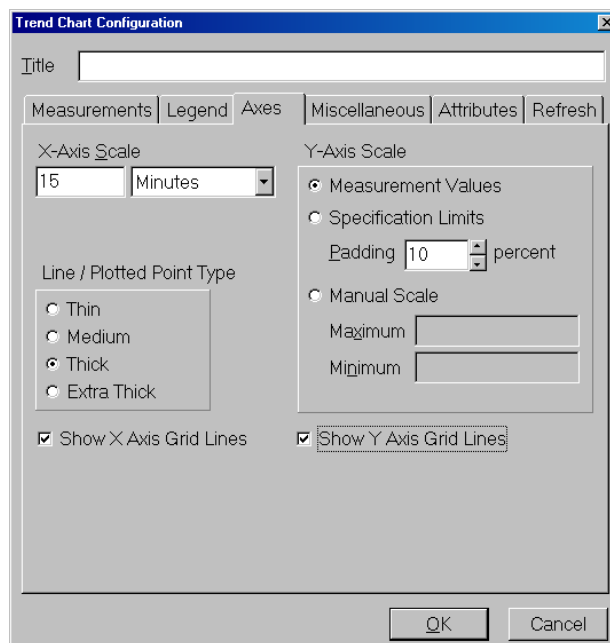 Trend Chart Configuration
Title
Measurements Legend Axes Miscellaneous Attributes Refresh
X-Axis Scale
15 Minutes
Y-Axis Scale
Measurement Values
Specification Limits
Padding 10 percent
Manual Scale
Maximum
Minimum
Line / Plotted Point Type
Thin
Medium
Thick
Extra Thick
Show X Axis Grid Lines
Show Y Axis Grid Lines
OK Cancel